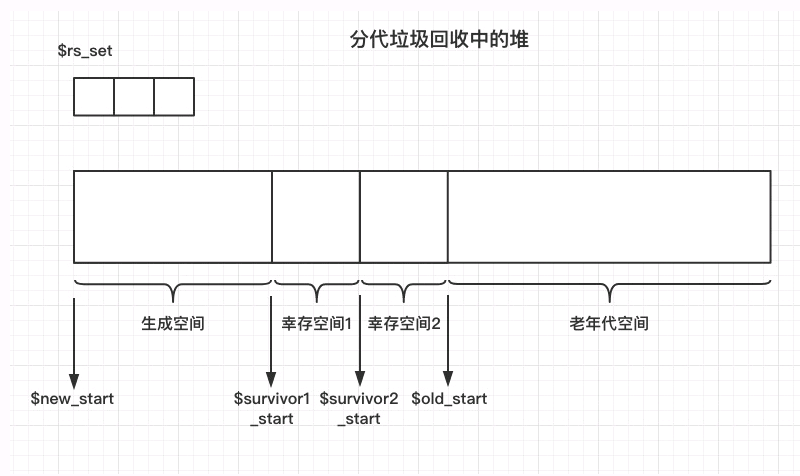 分代垃圾回收中的堆
$rs_set
生成空间
幸存空间1
幸存空间2
老年代空间
$new_start
$survivor1
_start
$survivor2
_start
$old_start